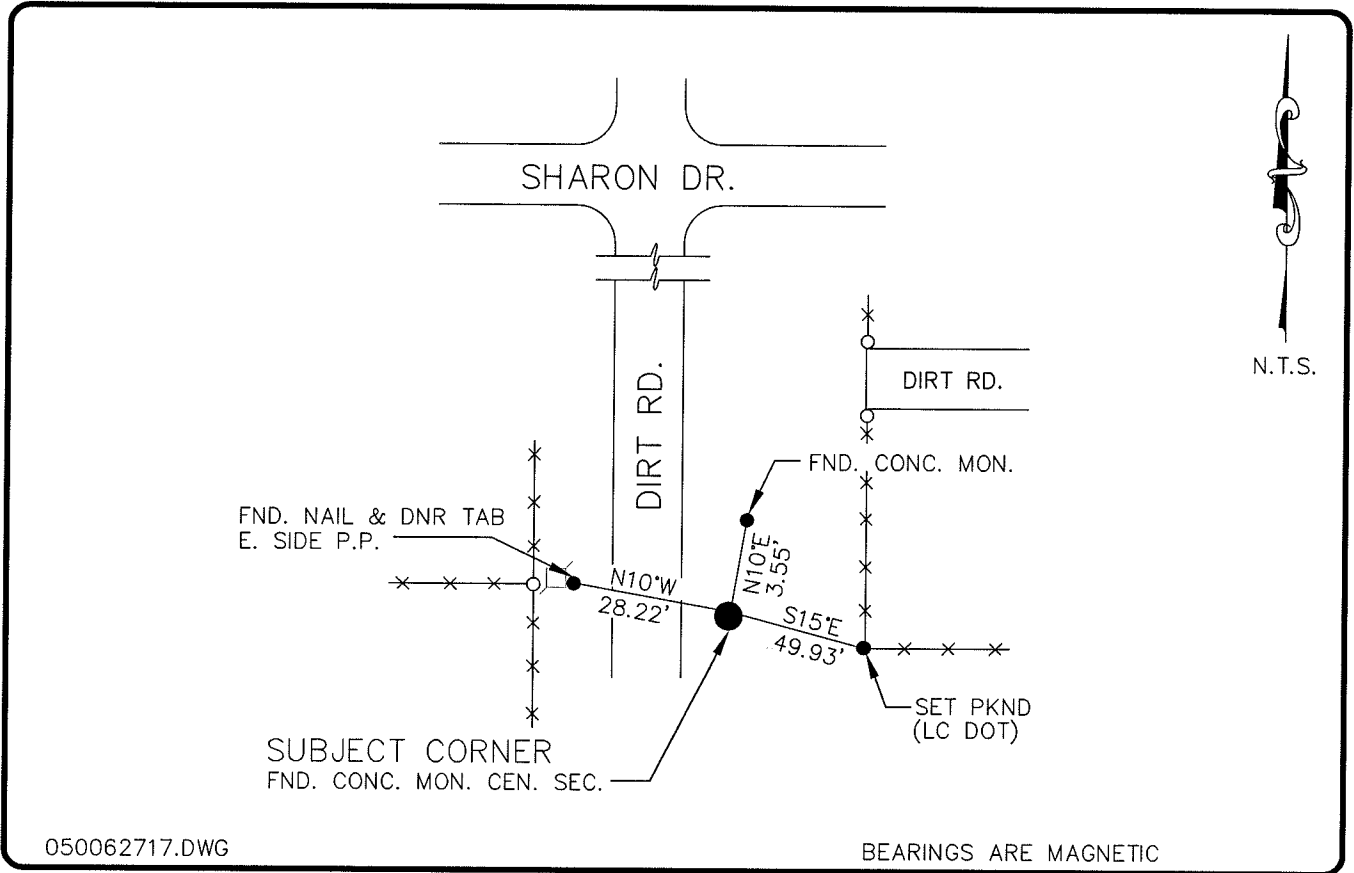 SHARON DR.
N.T.S.
DIRT RD.
DIRT RD.
FND. CONC. MON.
FND. NAIL & DNR TAB
E. SIDE P.P.
N10°W
28.22'
N10°E
3.55'
S15°E
49.93'
SET PKND
(LC DOT)
SUBJECT CORNER
FND. CONC. MON. CEN. SEC.
050062717.DWG
BEARINGS ARE MAGNETIC